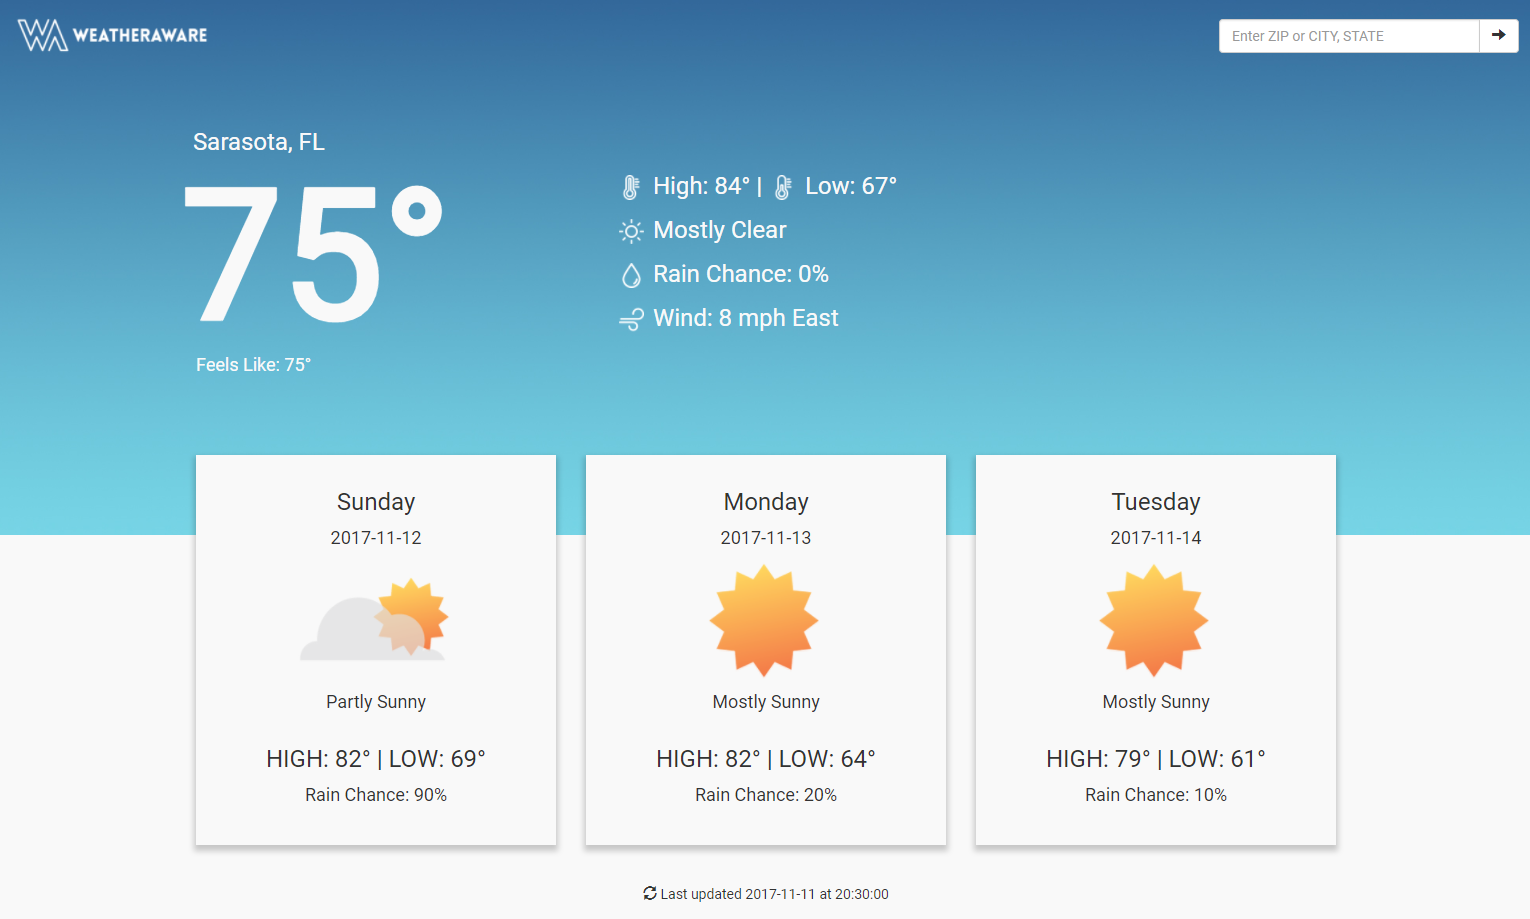 WA WEATHERAWARE
Enter ZIP or CITY, STATE
Sarasota, FL
75°
Feels Like: 75°
High: 84° | Low: 67°
Mostly Clear
Rain Chance: 0%
Wind: 8 mph East
Sunday
2017-11-12
Partly Sunny
HIGH: 82° | LOW: 69°
Rain Chance: 90%
Monday
2017-11-13
Mostly Sunny
HIGH: 82° | LOW: 64°
Rain Chance: 20%
Tuesday
2017-11-14
Mostly Sunny
HIGH: 79° | LOW: 61°
Rain Chance: 10%
Last updated 2017-11-11 at 20:30:00